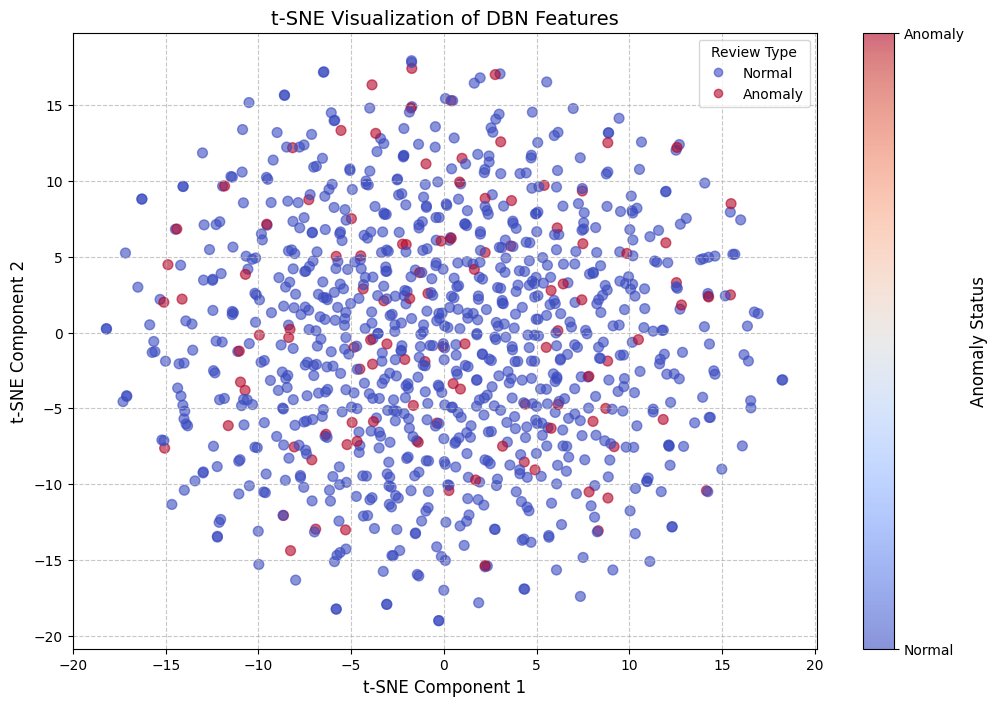 t-SNE Visualization of DBN Features
Review Type
Normal
Anomaly
15
10
5
0
−5
−10
−15
−20
t-SNE Component 2
−20
−15
−10
−5
0
5
10
15
20
t-SNE Component 1
Anomaly
Normal
Anomaly Status